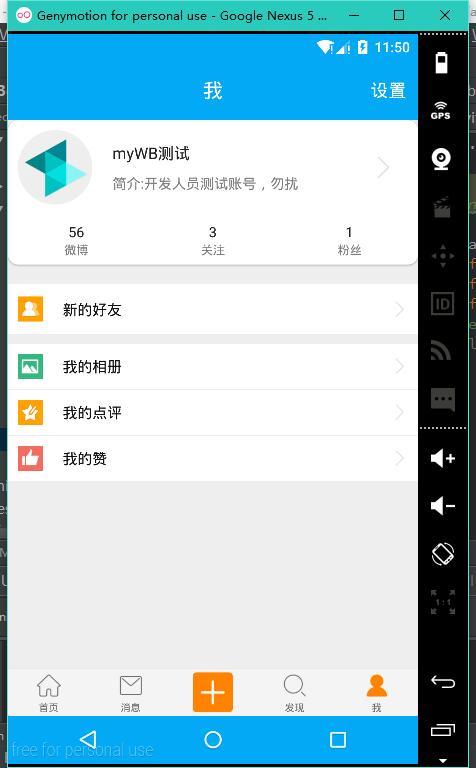 Genymotion for personal use - Google Nexus 5 ...
11:50
我
设置
myWB测试
简介:开发人员测试账号，勿扰
56
3
1
微博
关注
粉丝
新的好友
我的相册
我的点评
我的赞
首页
消息
发现
我
free for personal use
GPS
ID
1:1